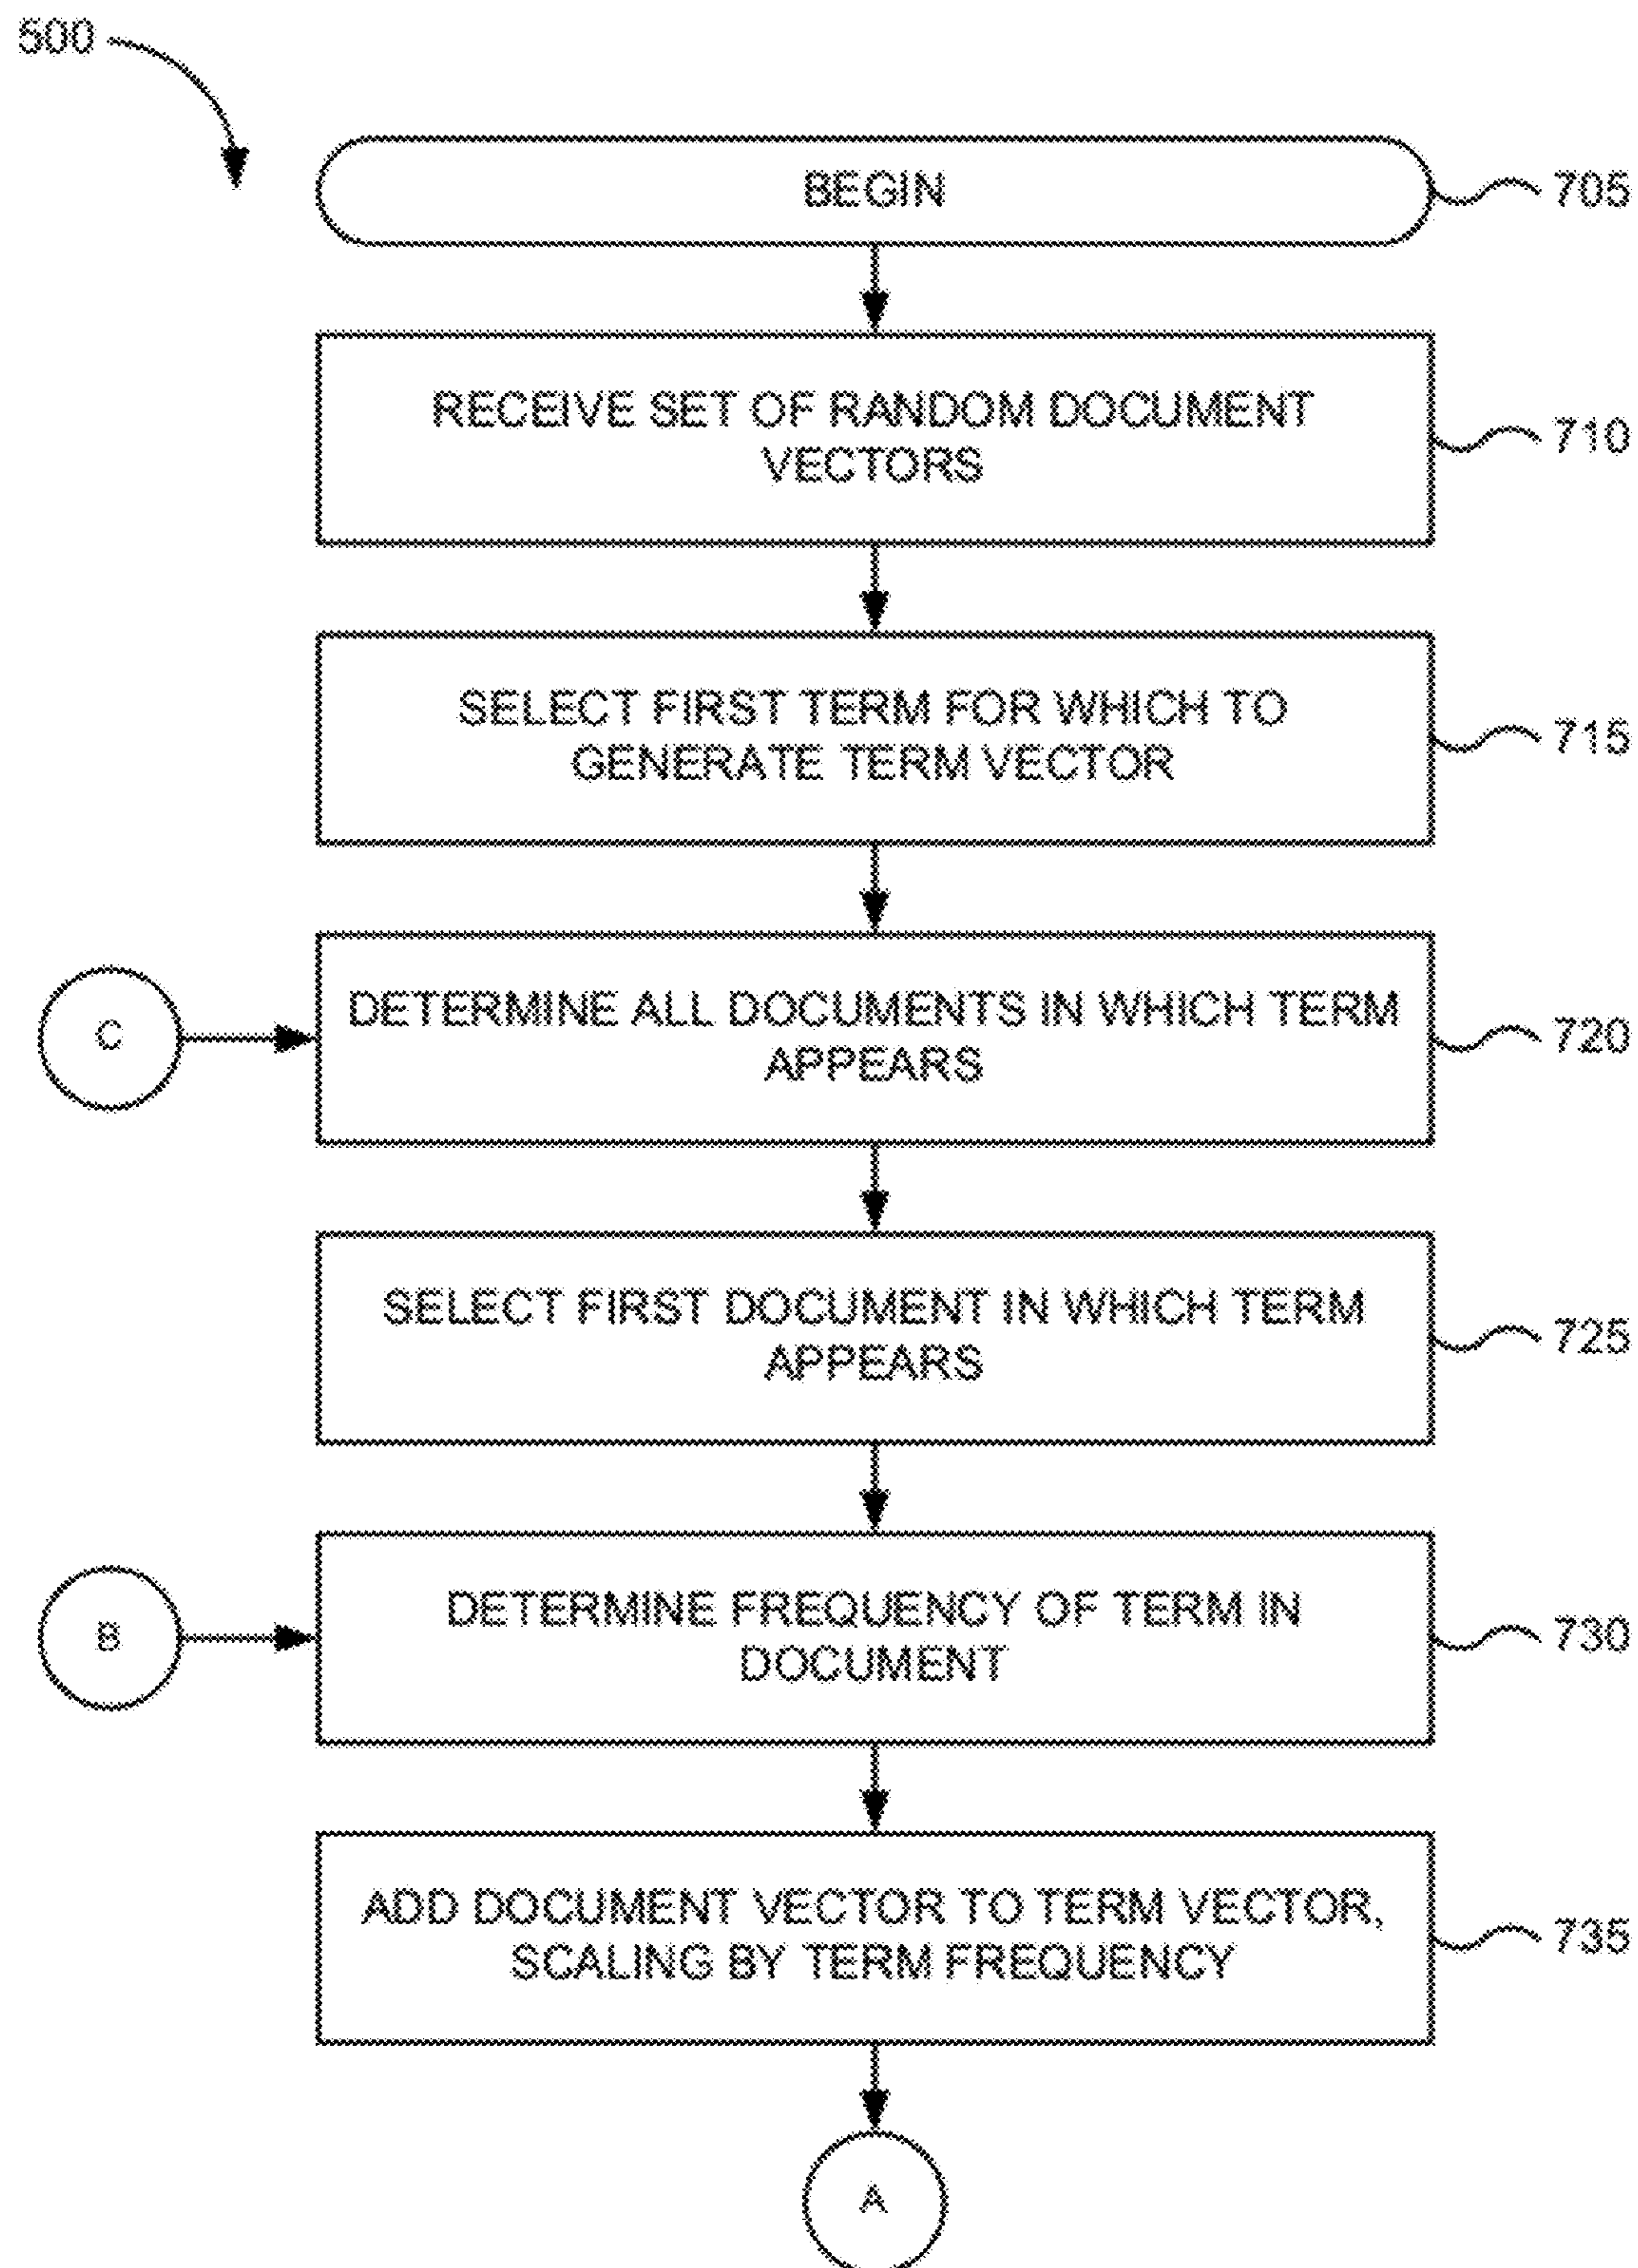 500
BEGIN
705
RECEIVE SET OF RANDOM DOCUMENT
VECTORS
710
SELECT FIRST TERM FOR WHICH TO
GENERATE TERM VECTOR
715
C
DETERMINE ALL DOCUMENTS IN WHICH TERM
APPEARS
720
SELECT FIRST DOCUMENT IN WHICH TERM
APPEARS
725
B
DETERMINE FREQUENCY OF TERM IN
DOCUMENT
730
ADD DOCUMENT VECTOR TO TERM VECTOR,
SCALING BY TERM FREQUENCY
735
A